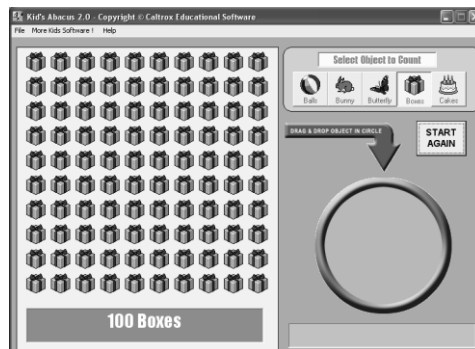 Kid's Abacus 2.0 - Copyright © Caltrox Educational Software
File More Kids Software ! Help
Select Object to Count
Balls Bunny Butterfly Boxes Cakes
DRAG & DROP OBJECT IN CIRCLE
START
AGAIN
100 Boxes